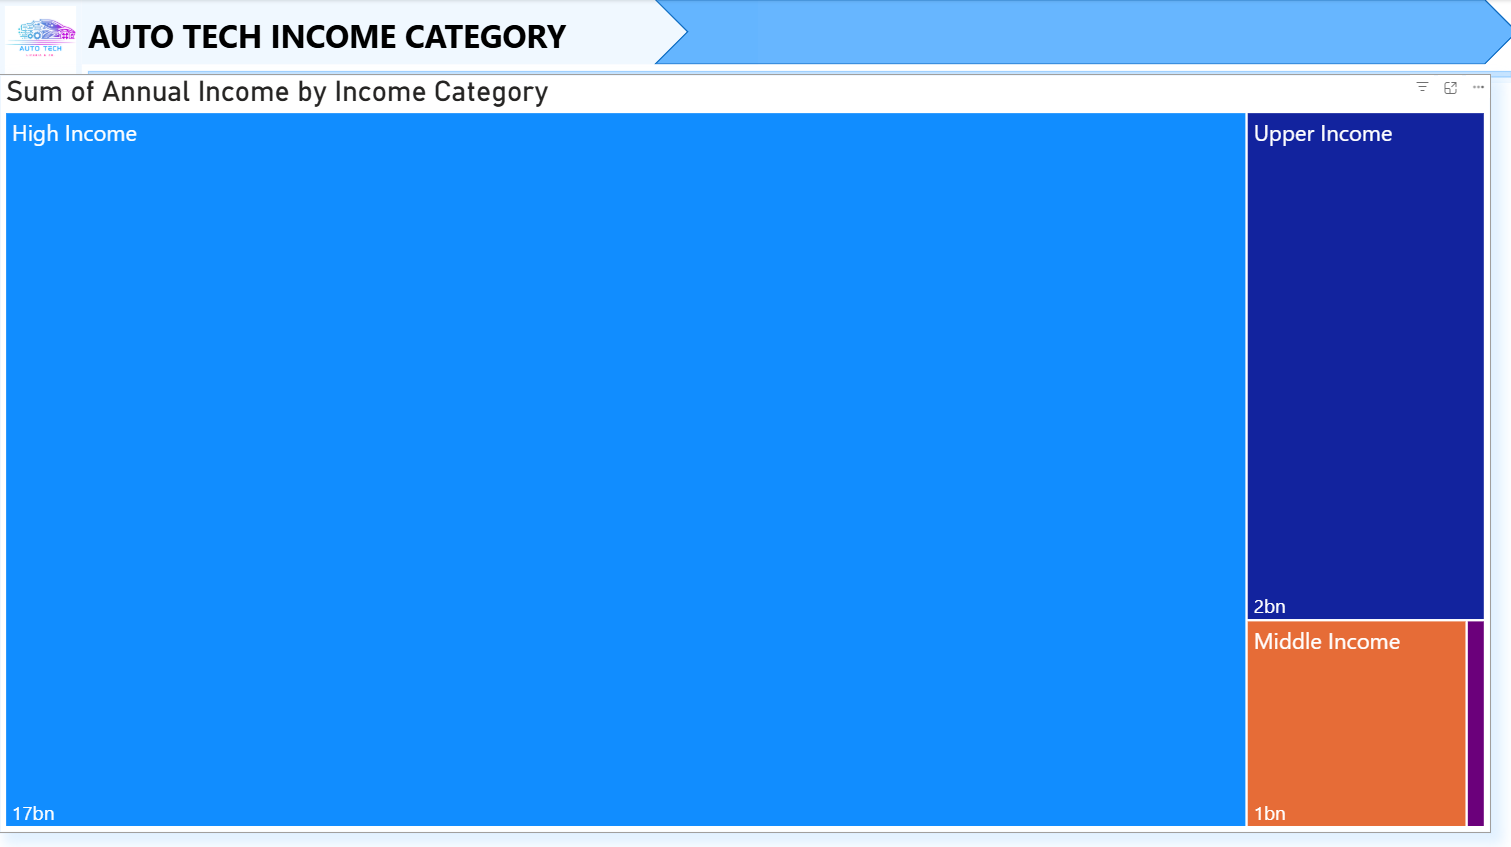 AUTO TECH
AUTO TECH INCOME CATEGORY
Sum of Annual Income by Income Category
High Income
17bn
Upper Income
2bn
Middle Income
1bn